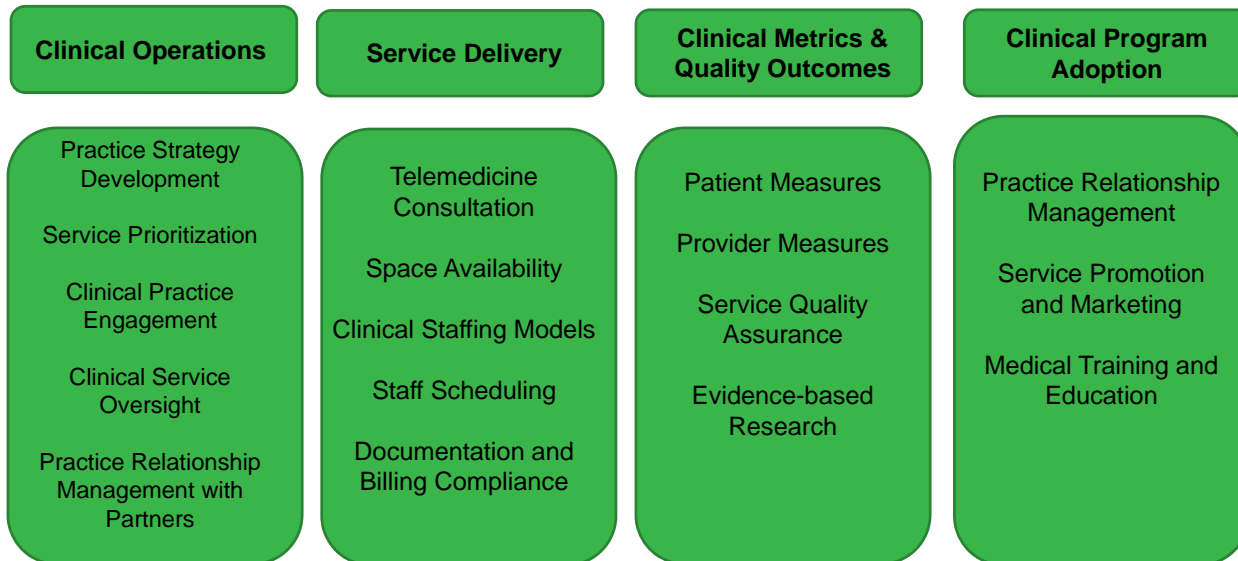 Clinical Operations
Practice Strategy
Development
Service Prioritization
Clinical Practice
Engagement
Clinical Service
Oversight
Practice Relationship
Management with
Partners
Service Delivery
Telemedicine
Consultation
Space Availability
Clinical Staffing Models
Staff Scheduling
Documentation and
Billing Compliance
Clinical Metrics &
Quality Outcomes
Patient Measures
Provider Measures
Service Quality
Assurance
Evidence-based
Research
Clinical Program
Adoption
Practice Relationship
Management
Service Promotion
and Marketing
Medical Training and
Education